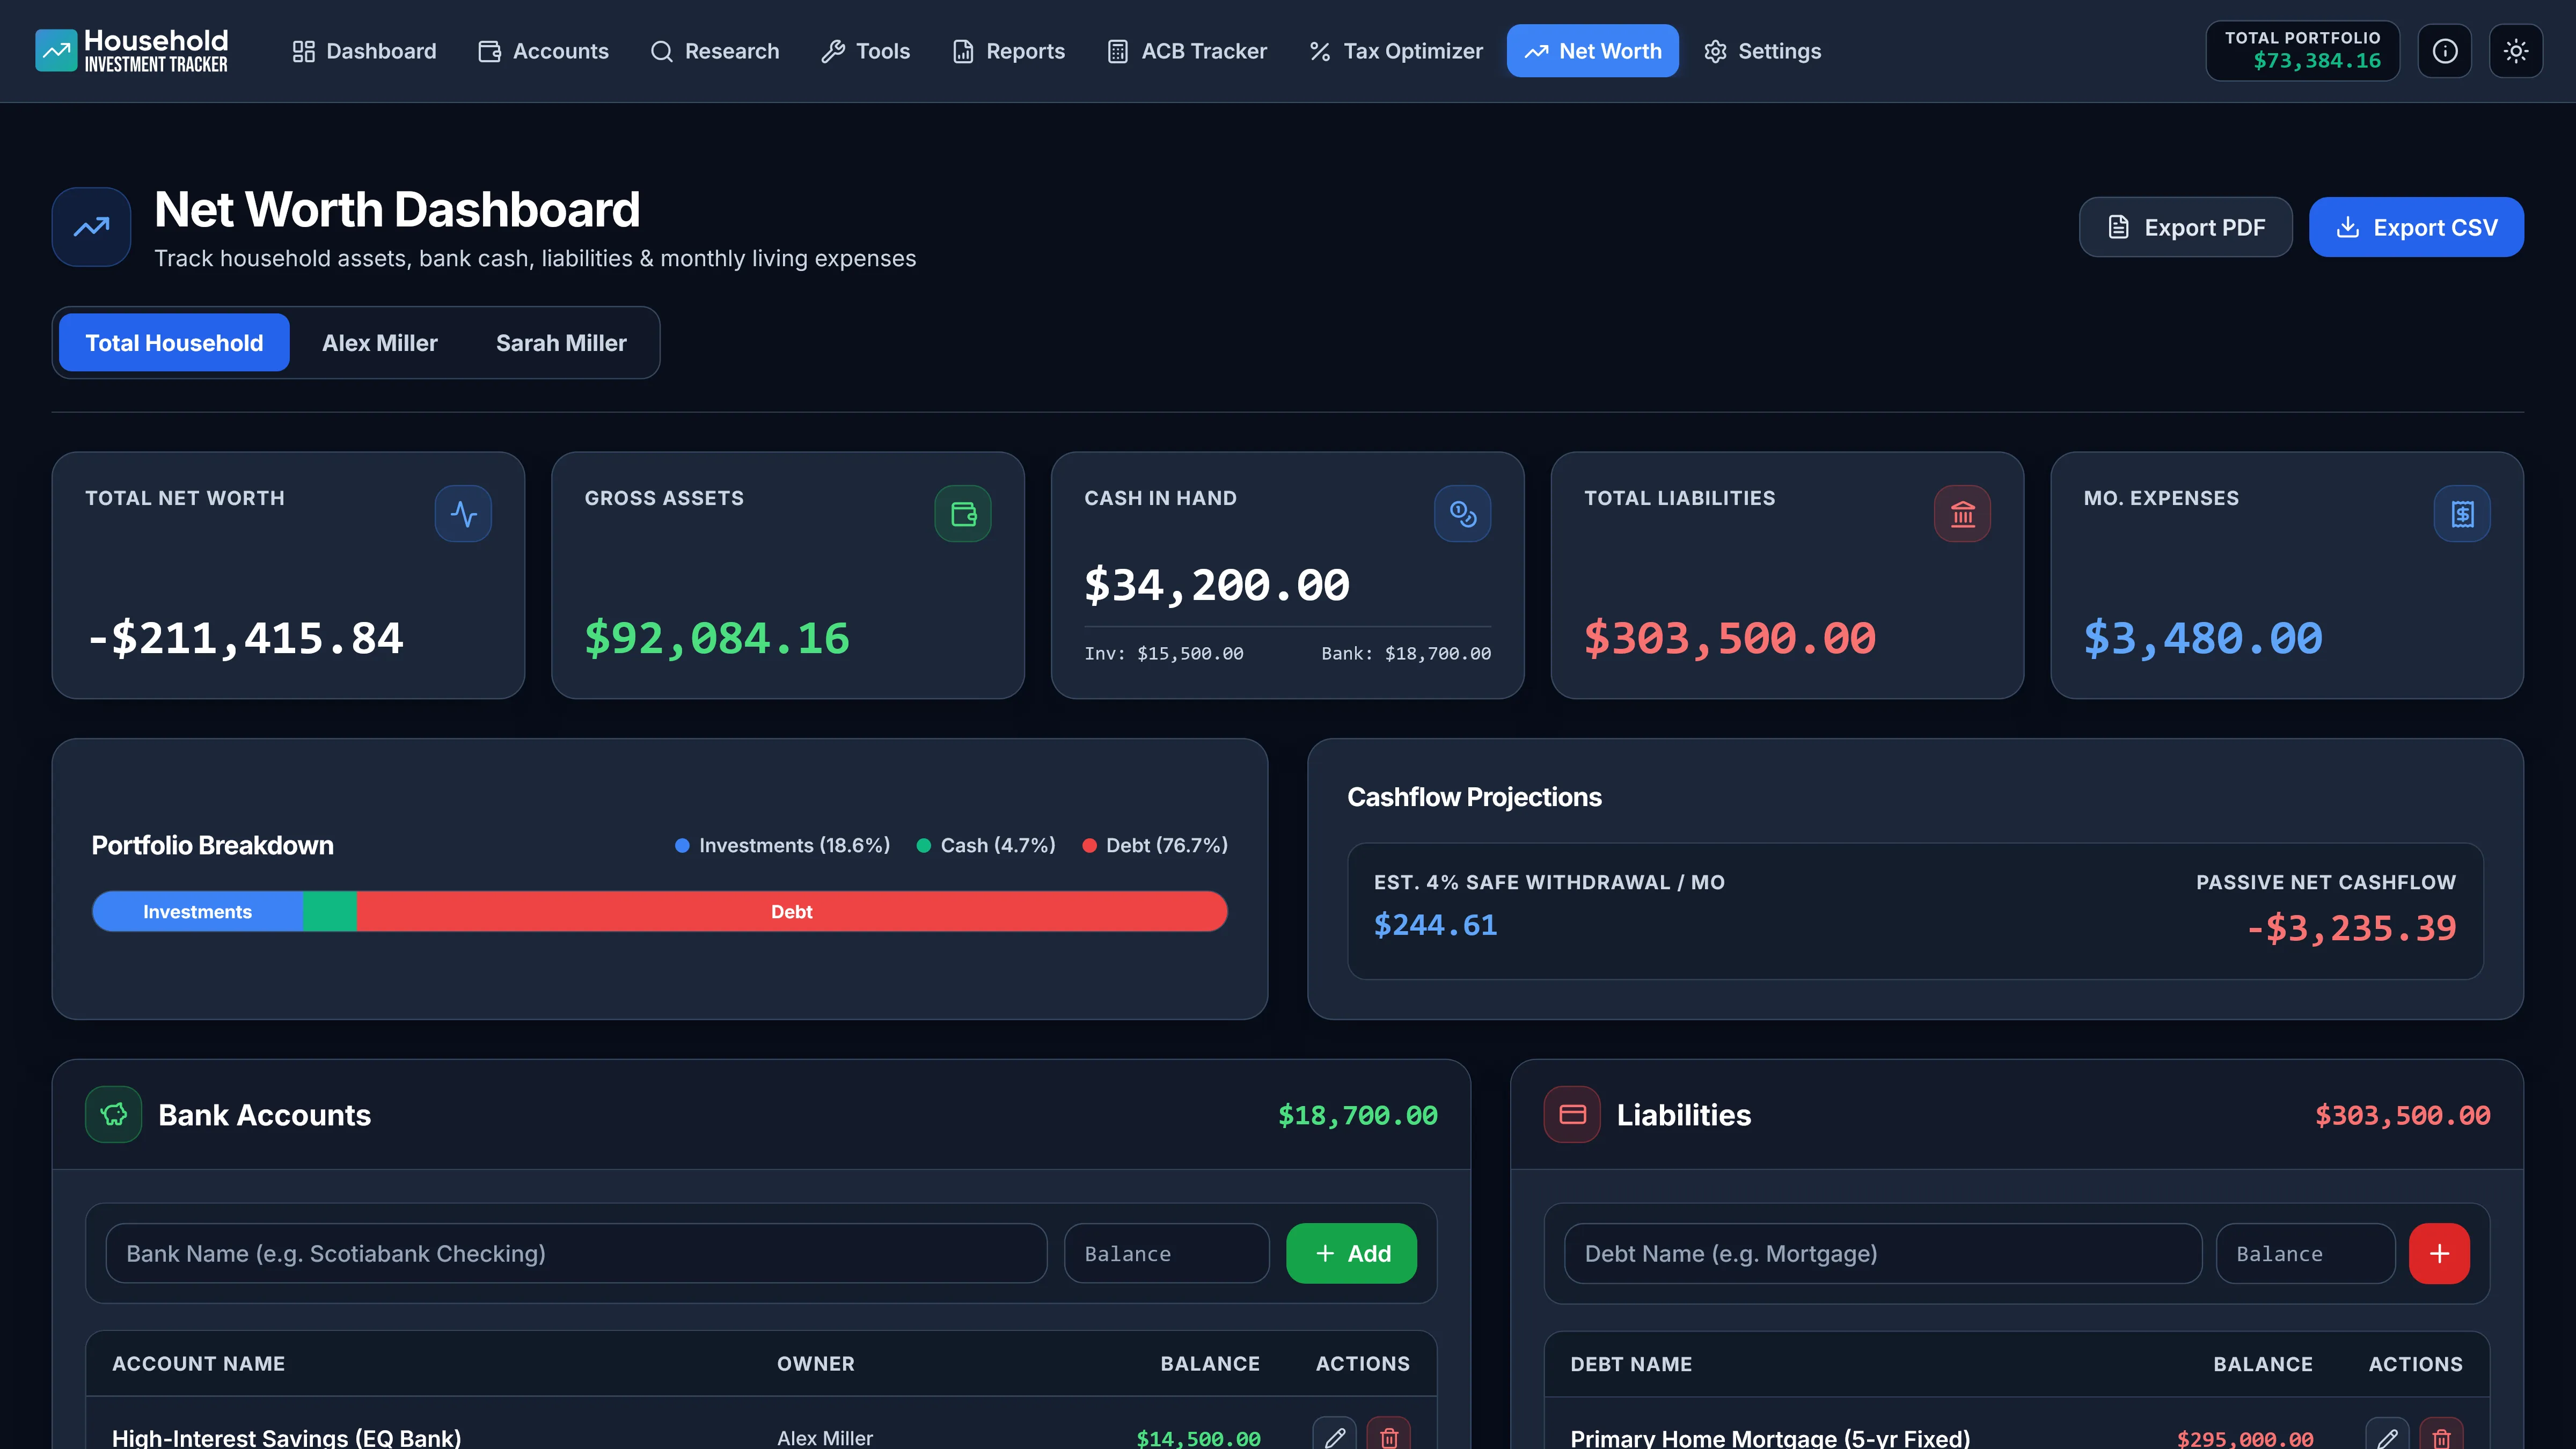 Household
INVESTMENT TRACKER
Dashboard
Accounts
Research
Tools
Reports
ACB Tracker
Tax Optimizer
Net Worth
Settings
TOTAL PORTFOLIO
$73,384.16
Net Worth Dashboard
Track household assets, bank cash, liabilities & monthly living expenses
Export PDF
Export CSV
Total Household
Alex Miller
Sarah Miller
TOTAL NET WORTH
-$211,415.84
GROSS ASSETS
$92,084.16
CASH IN HAND
$34,200.00
Inv: $15,500.00
Bank: $18,700.00
TOTAL LIABILITIES
$303,500.00
MO. EXPENSES
$3,480.00
Portfolio Breakdown
Investments (18.6%)
Cash (4.7%)
Debt (76.7%)
Investments
Debt
Cashflow Projections
EST. 4% SAFE WITHDRAWAL / MO
$244.61
PASSIVE NET CASHFLOW
-$3,235.39
Bank Accounts
$18,700.00
Bank Name (e.g. Scotiabank Checking)
Balance
Add
ACCOUNT NAME
OWNER
BALANCE
ACTIONS
High-Interest Savings (EQ Bank)
Alex Miller
$14,500.00
Liabilities
$303,500.00
Debt Name (e.g. Mortgage)
Balance
DEBT NAME
BALANCE
ACTIONS
Primary Home Mortgage (5-yr Fixed)
$295,000.00